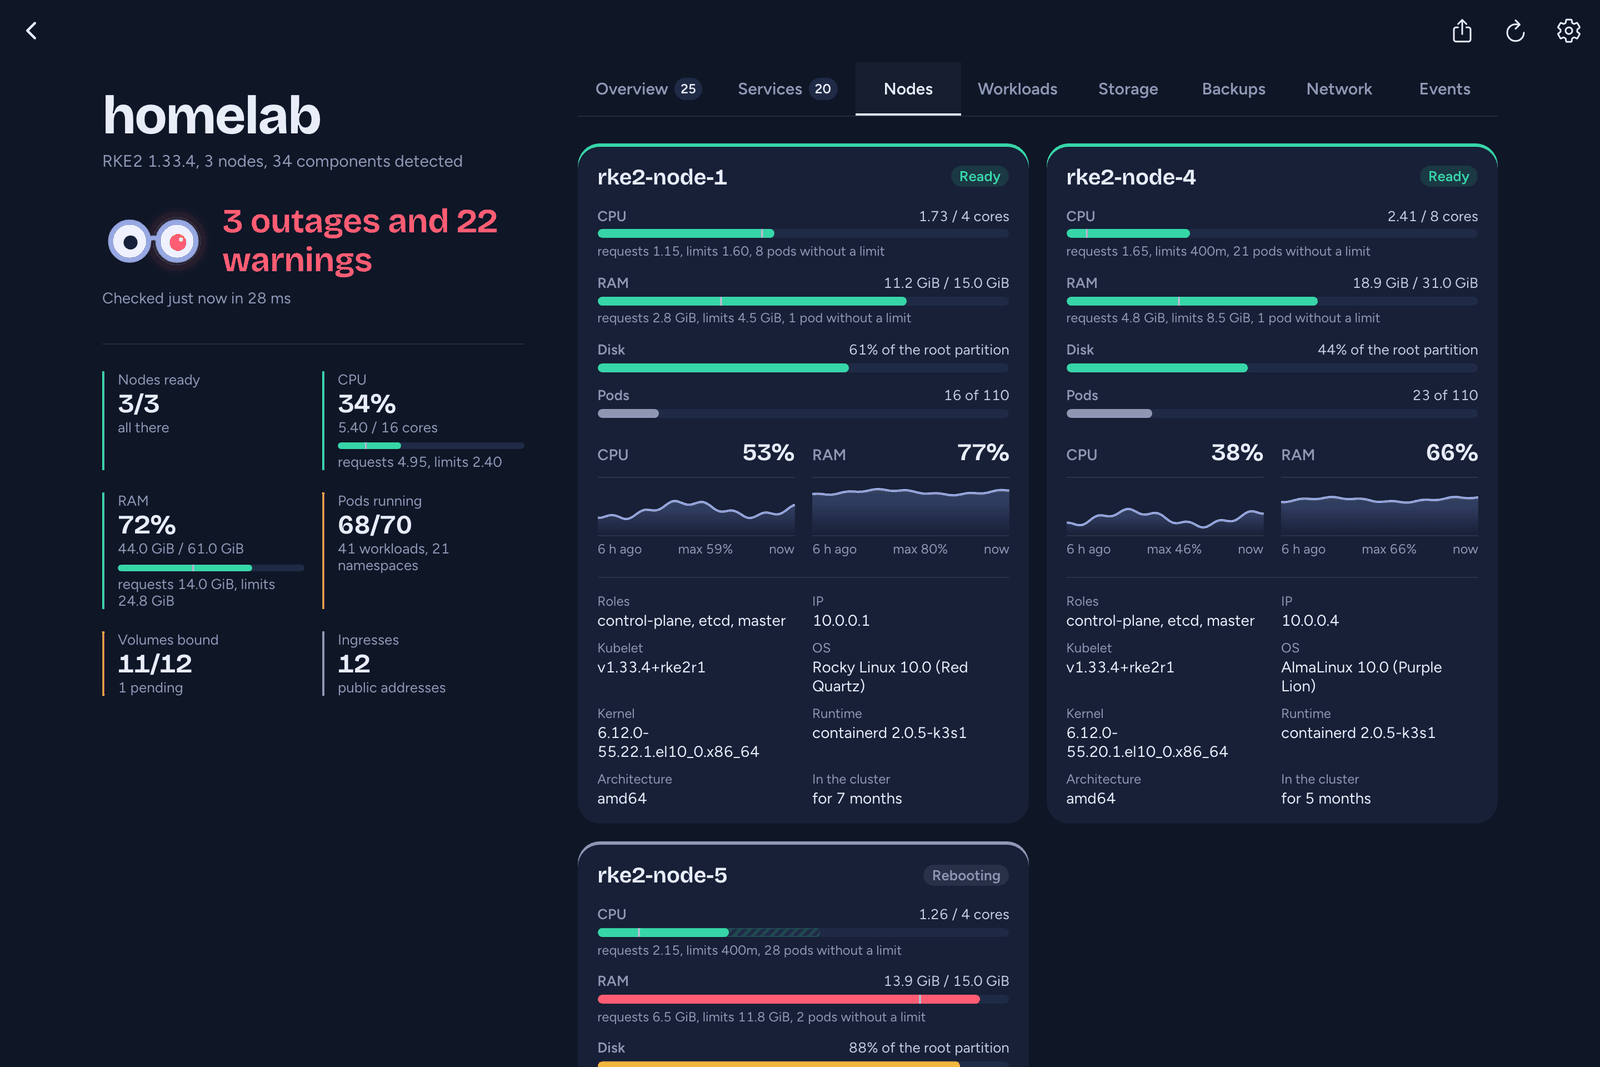 homelab
RKE2 1.33.4, 3 nodes, 34 components detected
3 outages and 22
warnings
Checked just now in 28 ms
Nodes ready
3/3
all there
CPU
34%
5.40 / 16 cores
requests 4.95, limits 2.40
RAM
72%
44.0 GiB / 61.0 GiB
requests 14.0 GiB, limits
24.8 GiB
Pods running
68/70
41 workloads, 21
namespaces
Volumes bound
11/12
1 pending
Ingresses
12
public addresses
Overview 25 Services 20 Nodes Workloads Storage Backups Network Events
rke2-node-1 Ready
CPU 1.73 / 4 cores
requests 1.15, limits 1.60, 8 pods without a limit
RAM 11.2 GiB / 15.0 GiB
requests 2.8 GiB, limits 4.5 GiB, 1 pod without a limit
Disk 61% of the root partition
Pods 16 of 110
CPU 53% RAM 77%
6 h ago max 59% now 6 h ago max 80% now
Roles
control-plane, etcd, master
IP
10.0.0.1
Kubelet
v1.33.4+rke2r1
OS
Rocky Linux 10.0 (Red
Quartz)
Kernel
6.12.0-
55.22.1.el10_0.x86_64
Runtime
containerd 2.0.5-k3s1
Architecture
amd64
In the cluster
for 7 months
rke2-node-4 Ready
CPU 2.41 / 8 cores
requests 1.65, limits 400m, 21 pods without a limit
RAM 18.9 GiB / 31.0 GiB
requests 4.8 GiB, limits 8.5 GiB, 1 pod without a limit
Disk 44% of the root partition
Pods 23 of 110
CPU 38% RAM 66%
6 h ago max 46% now 6 h ago max 66% now
Roles
control-plane, etcd, master
IP
10.0.0.4
Kubelet
v1.33.4+rke2r1
OS
AlmaLinux 10.0 (Purple
Lion)
Kernel
6.12.0-
55.20.1.el10_0.x86_64
Runtime
containerd 2.0.5-k3s1
Architecture
amd64
In the cluster
for 5 months
rke2-node-5 Rebooting
CPU 1.26 / 4 cores
requests 2.15, limits 400m, 28 pods without a limit
RAM 13.9 GiB / 15.0 GiB
requests 6.5 GiB, limits 11.8 GiB, 2 pods without a limit
Disk 88% of the root partition